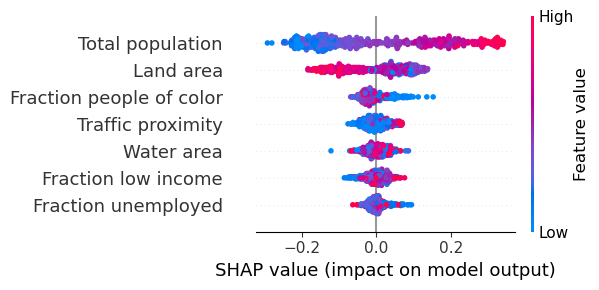 High
Total population
Land area
Fraction people of color
Traffic proximity
Water area
Fraction low income
Fraction unemployed
Feature value
Low
−0.2 0.0 0.2
SHAP value (impact on model output)